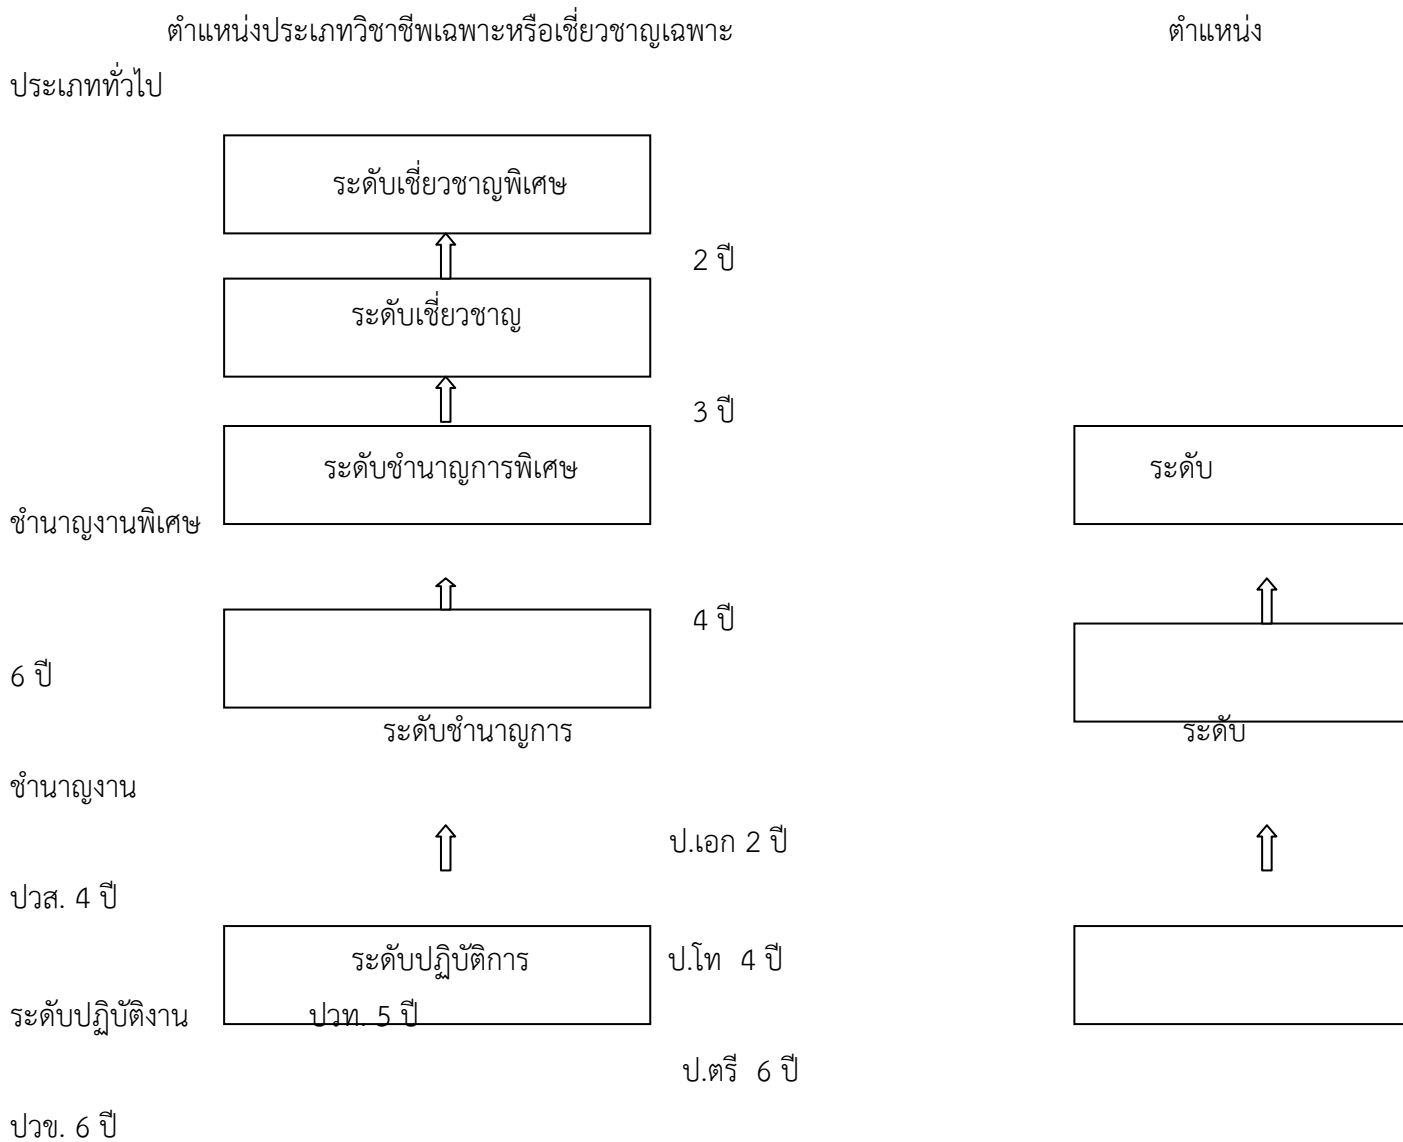 ตำแหน่งประเภทวิชาชีพเฉพาะหรือเชี่ยวชาญเฉพาะ ตำแหน่ง
ประเภททั่วไป
ระดับเชี่ยวชาญพิเศษ
2 ปี
ระดับเชี่ยวชาญ
3 ปี
ระดับชำนาญการพิเศษ ระดับ
ชำนาญงานพิเศษ
4 ปี
6 ปี
ระดับชำนาญการ ระดับ
ชำนาญงาน
ป.เอก 2 ปี
ปวส. 4 ปี
ระดับปฏิบัติการ ป.โท 4 ปี
ระดับปฏิบัติงาน ปวท. 5 ปี
ป.ตรี 6 ปี
ปวข. 6 ปี